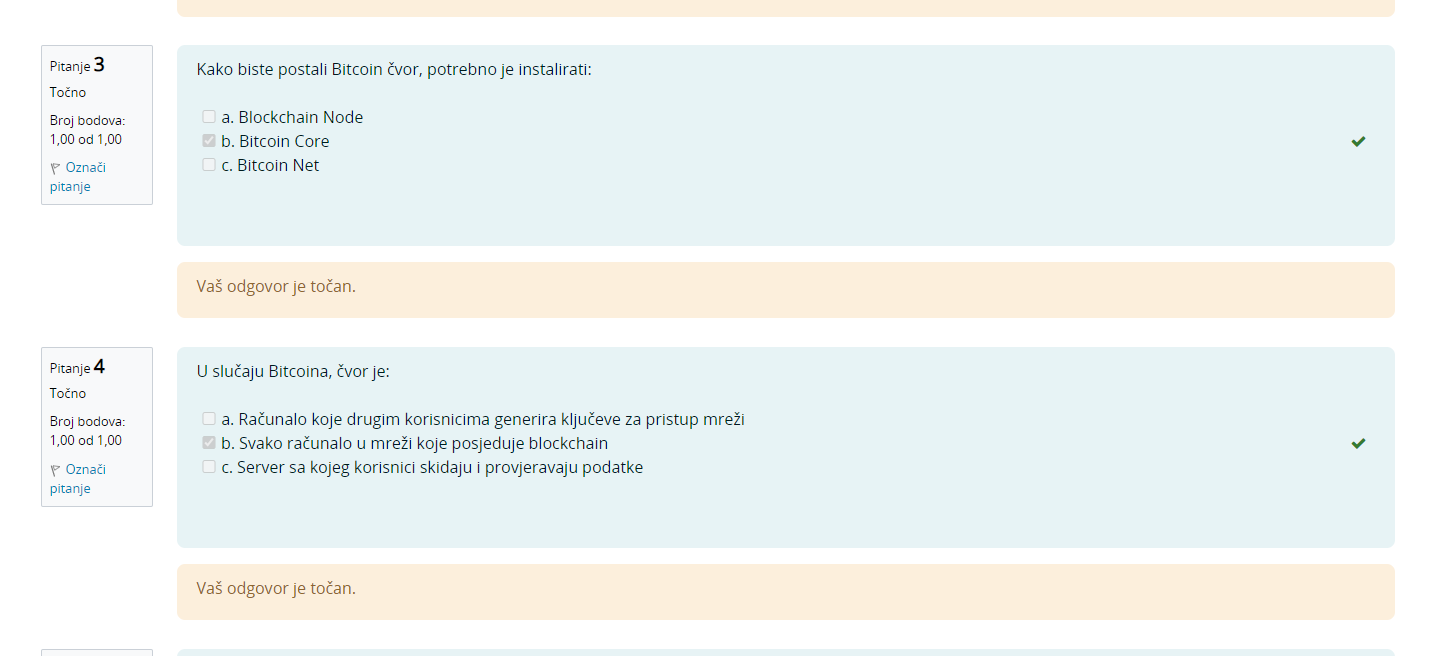 Pitanje 3
Točno
Broj bodova:
1,00 od 1,00
Označi
pitanje
Kako biste postali Bitcoin čvor, potrebno je instalirati:
a. Blockchain Node
b. Bitcoin Core
c. Bitcoin Net
Vaš odgovor je točan.
Pitanje 4
Točno
Broj bodova:
1,00 od 1,00
Označi
pitanje
U slučaju Bitcoina, čvor je:
a. Računalo koje drugim korisnicima generira ključeve za pristup mreži
b. Svako računalo u mreži koje posjeduje blockchain
c. Server sa kojeg korisnici skidaju i provjeravaju podatke
Vaš odgovor je točan.